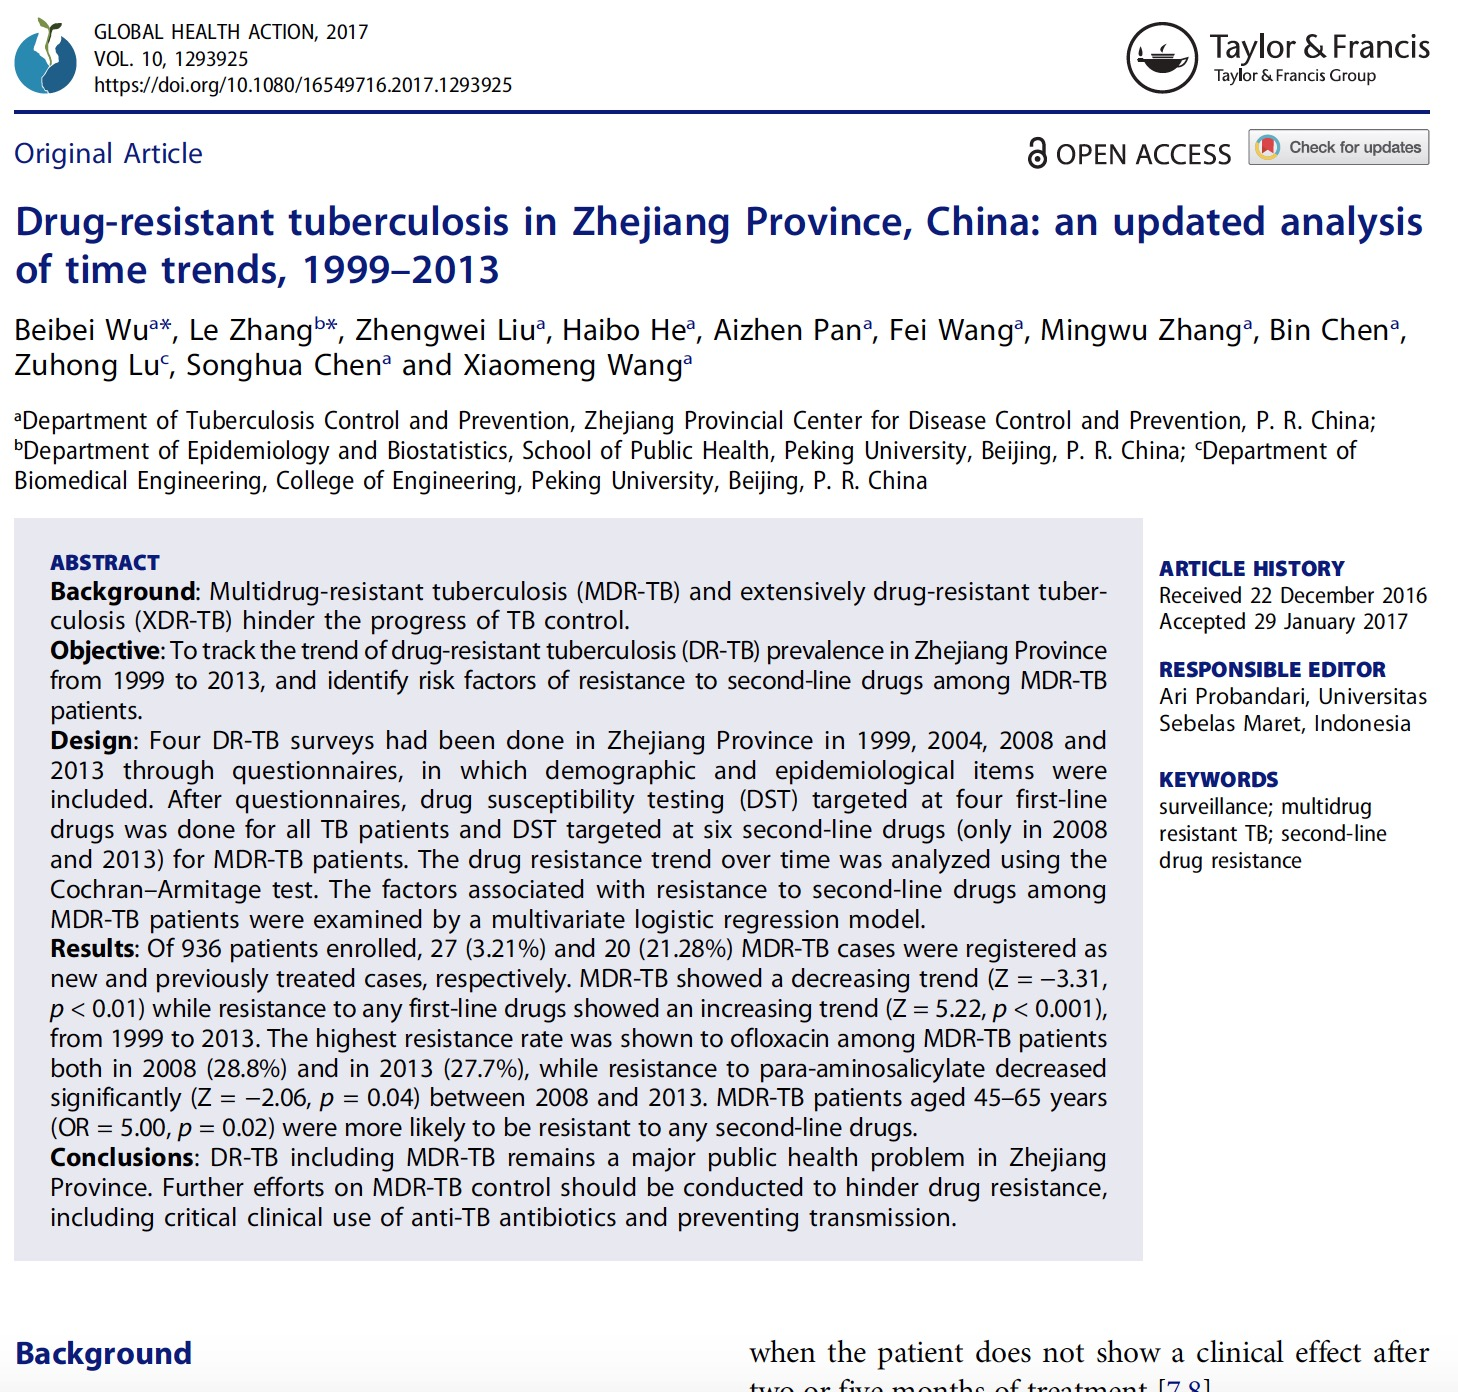 GLOBAL HEALTH ACTION, 2017
VOL. 10, 1293925
https://doi.org/10.1080/16549716.2017.1293925
Taylor & Francis
Taylor & Francis Group
Original Article
OPEN ACCESS
Check for updates
Drug-resistant tuberculosis in Zhejiang Province, China: an updated analysis
of time trends, 1999–2013
Beibei Wuᵃ*, Le Zhangᵇ*, Zhengwei Liuᵃ, Haibo Heᵃ, Aizhen Panᵃ, Fei Wangᵃ, Mingwu Zhangᵃ, Bin Chenᵃ,
Zuhong Luᶜ, Songhua Chenᵃ and Xiaomeng Wangᵃ
ᵃDepartment of Tuberculosis Control and Prevention, Zhejiang Provincial Center for Disease Control and Prevention, P. R. China;
ᵇDepartment of Epidemiology and Biostatistics, School of Public Health, Peking University, Beijing, P. R. China; ᶜDepartment of
Biomedical Engineering, College of Engineering, Peking University, Beijing, P. R. China
ABSTRACT
Background: Multidrug-resistant tuberculosis (MDR-TB) and extensively drug-resistant tuber-
culosis (XDR-TB) hinder the progress of TB control.
Objective: To track the trend of drug-resistant tuberculosis (DR-TB) prevalence in Zhejiang Province
from 1999 to 2013, and identify risk factors of resistance to second-line drugs among MDR-TB
patients.
Design: Four DR-TB surveys had been done in Zhejiang Province in 1999, 2004, 2008 and
2013 through questionnaires, in which demographic and epidemiological items were
included. After questionnaires, drug susceptibility testing (DST) targeted at four first-line
drugs was done for all TB patients and DST targeted at six second-line drugs (only in 2008
and 2013) for MDR-TB patients. The drug resistance trend over time was analyzed using the
Cochran–Armitage test. The factors associated with resistance to second-line drugs among
MDR-TB patients were examined by a multivariate logistic regression model.
Results: Of 936 patients enrolled, 27 (3.21%) and 20 (21.28%) MDR-TB cases were registered as
new and previously treated cases, respectively. MDR-TB showed a decreasing trend (Z = −3.31,
p < 0.01) while resistance to any first-line drugs showed an increasing trend (Z = 5.22, p < 0.001),
from 1999 to 2013. The highest resistance rate was shown to ofloxacin among MDR-TB patients
both in 2008 (28.8%) and in 2013 (27.7%), while resistance to para-aminosalicylate decreased
significantly (Z = −2.06, p = 0.04) between 2008 and 2013. MDR-TB patients aged 45–65 years
(OR = 5.00, p = 0.02) were more likely to be resistant to any second-line drugs.
Conclusions: DR-TB including MDR-TB remains a major public health problem in Zhejiang
Province. Further efforts on MDR-TB control should be conducted to hinder drug resistance,
including critical clinical use of anti-TB antibiotics and preventing transmission.
ARTICLE HISTORY
Received 22 December 2016
Accepted 29 January 2017
RESPONSIBLE EDITOR
Ari Probandari, Universitas
Sebelas Maret, Indonesia
KEYWORDS
surveillance; multidrug
resistant TB; second-line
drug resistance
Background
when the patient does not show a clinical effect after
two or five months of treatment [7,8]